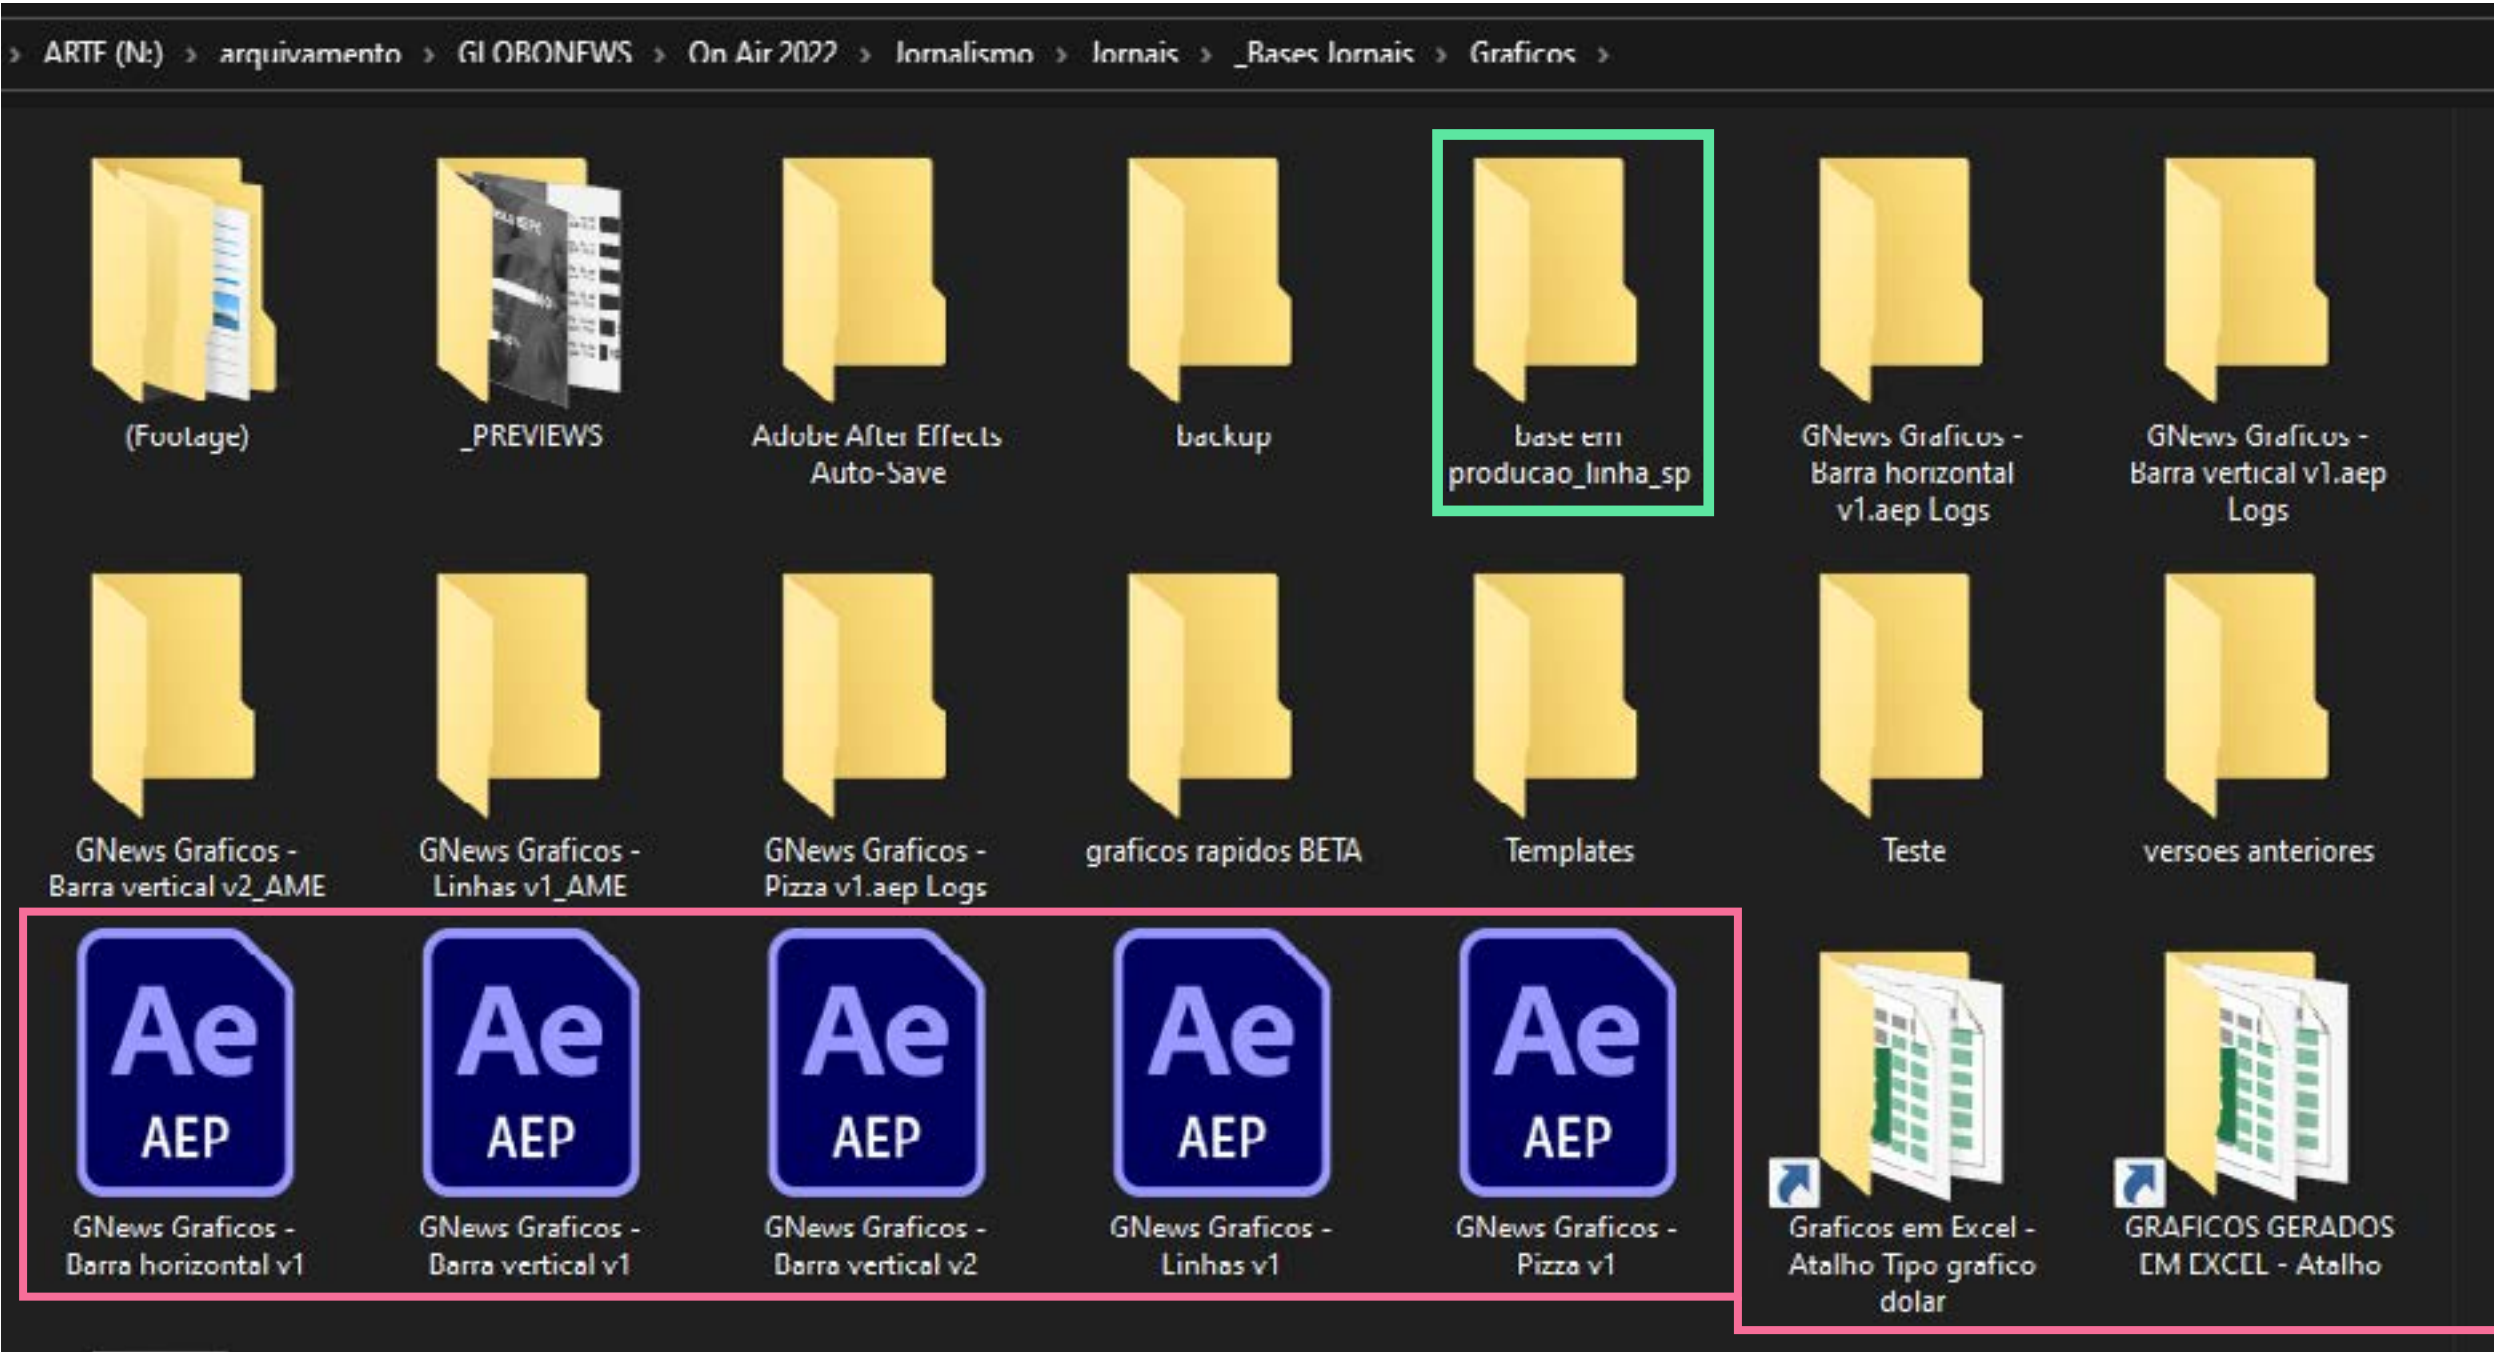 ARTE (N:) > arquivamento > GLOBONEWS > On Air 2022 > Jornalismo > Jornais > _Bases Jornais > Graficos >
(Footage)
_PREVIEWS
Adobe After Effects
Auto-Save
backup
base em
producao_linha_sp
GNews Graficos -
Barra horizontal
v1.aep Logs
GNews Graficos -
Barra vertical v1.aep
Logs
GNews Graficos -
Barra vertical v2_AME
GNews Graficos -
Linhas v1_AME
GNews Graficos -
Pizza v1.aep Logs
graficos rapidos BETA
Templates
Teste
versoes anteriores
Ae
AEP
GNews Graficos -
Barra horizontal v1
Ae
AEP
GNews Graficos -
Barra vertical v1
Ae
AEP
GNews Graficos -
Barra vertical v2
Ae
AEP
GNews Graficos -
Linhas v1
Ae
AEP
GNews Graficos -
Pizza v1
Graficos em Excel -
Atalho Tipo grafico
dolar
GRAFICOS GERADOS
EM EXCEL - Atalho